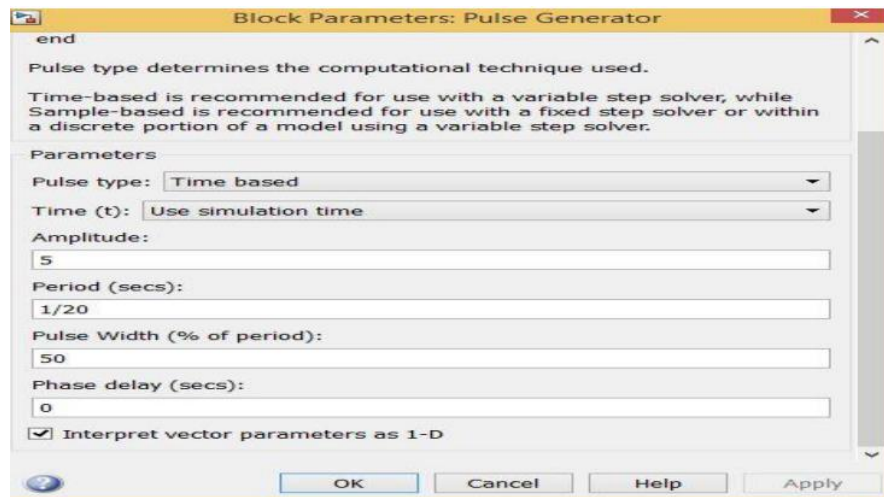 Block Parameters: Pulse Generator
end
Pulse type determines the computational technique used.
Time-based is recommended for use with a variable step solver, while
Sample-based is recommended for use with a fixed step solver or within
a discrete portion of a model using a variable step solver.
Parameters
Pulse type: Time based
Time (t): Use simulation time
Amplitude:
5
Period (secs):
1/20
Pulse Width (% of period):
50
Phase delay (secs):
0
Interpret vector parameters as 1-D
OK Cancel Help Apply